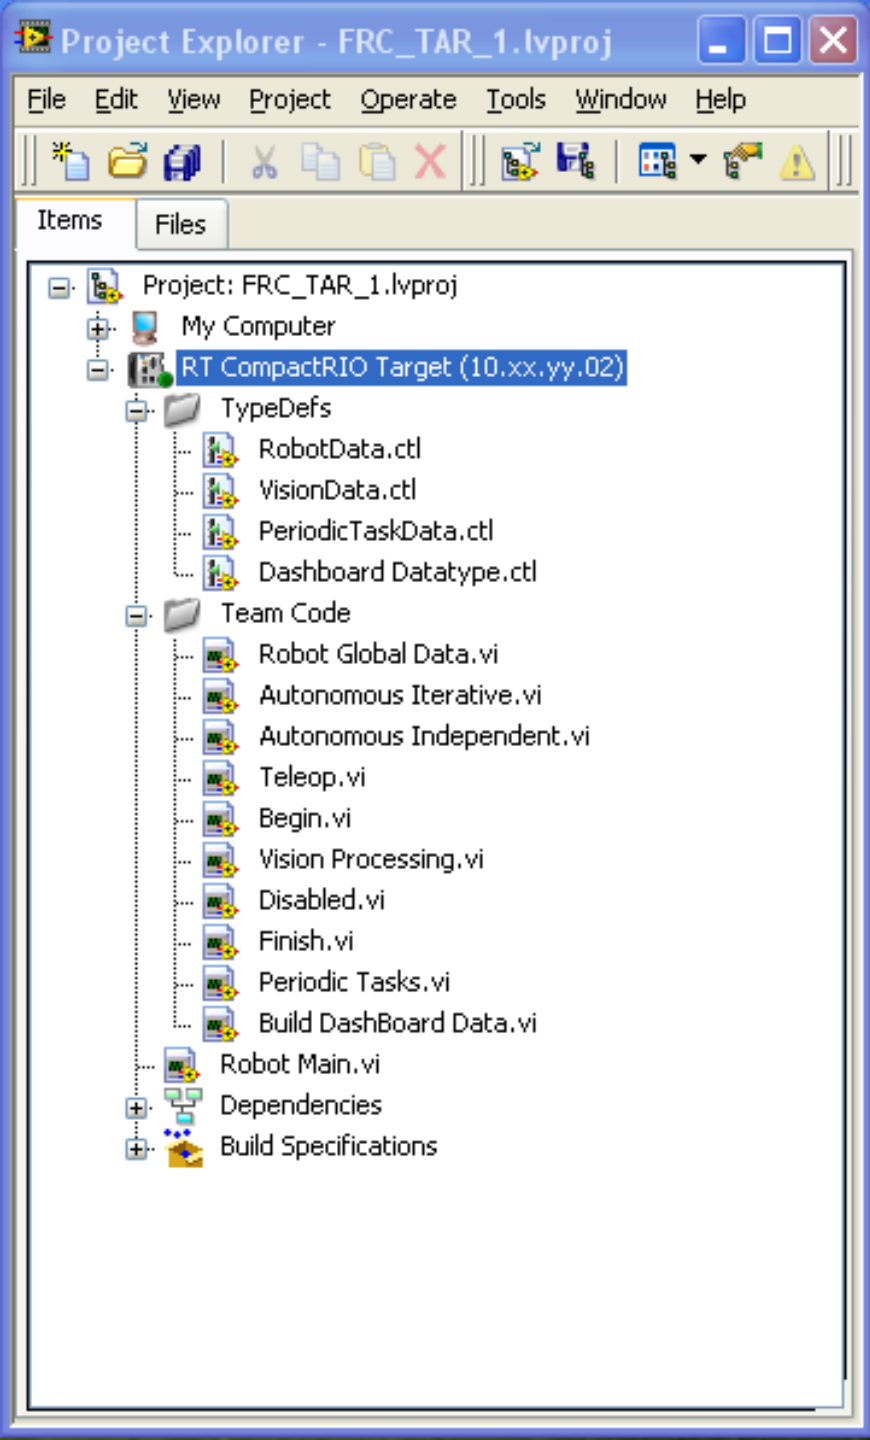 Project Explorer - FRC_TAR_1.lvproj
File Edit View Project Operate Tools Window Help
Items Files
Project: FRC_TAR_1.lvproj
My Computer
RT CompactRIO Target (10.xx.yy.02)
TypeDefs
RobotData.ctl
VisionData.ctl
PeriodicTaskData.ctl
Dashboard Datatype.ctl
Team Code
Robot Global Data.vi
Autonomous Iterative.vi
Autonomous Independent.vi
Teleop.vi
Begin.vi
Vision Processing.vi
Disabled.vi
Finish.vi
Periodic Tasks.vi
Build DashBoard Data.vi
Robot Main.vi
Dependencies
Build Specifications